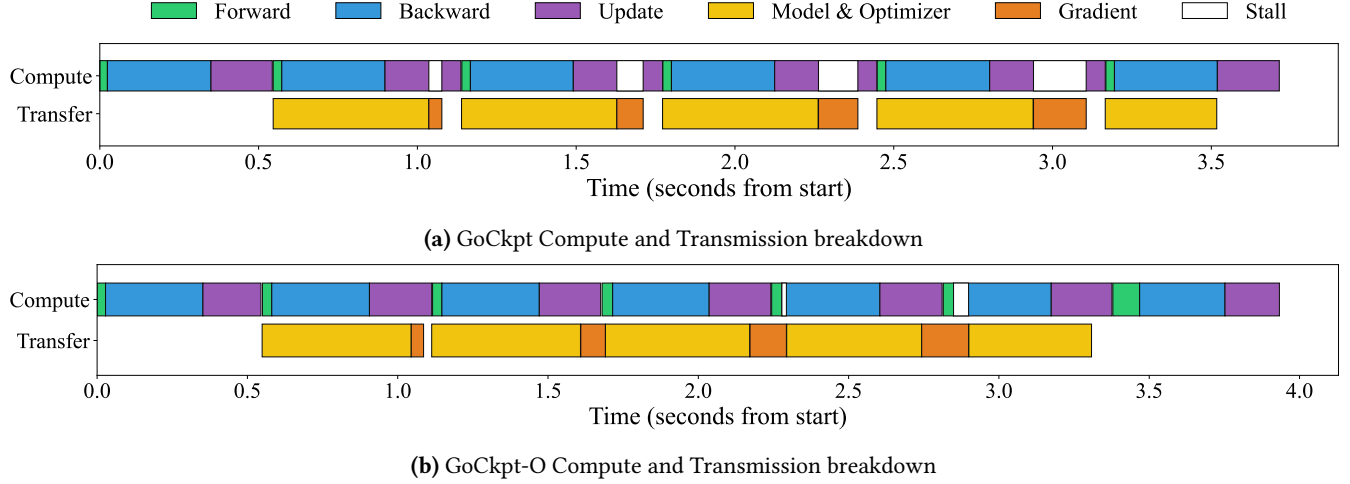 Forward Backward Update Model & Optimizer Gradient Stall
Compute
Transfer
0.0 0.5 1.0 1.5 2.0 2.5 3.0 3.5
Time (seconds from start)
(a) GoCkpt Compute and Transmission breakdown
Compute
Transfer
0.0 0.5 1.0 1.5 2.0 2.5 3.0 3.5 4.0
Time (seconds from start)
(b) GoCkpt-O Compute and Transmission breakdown